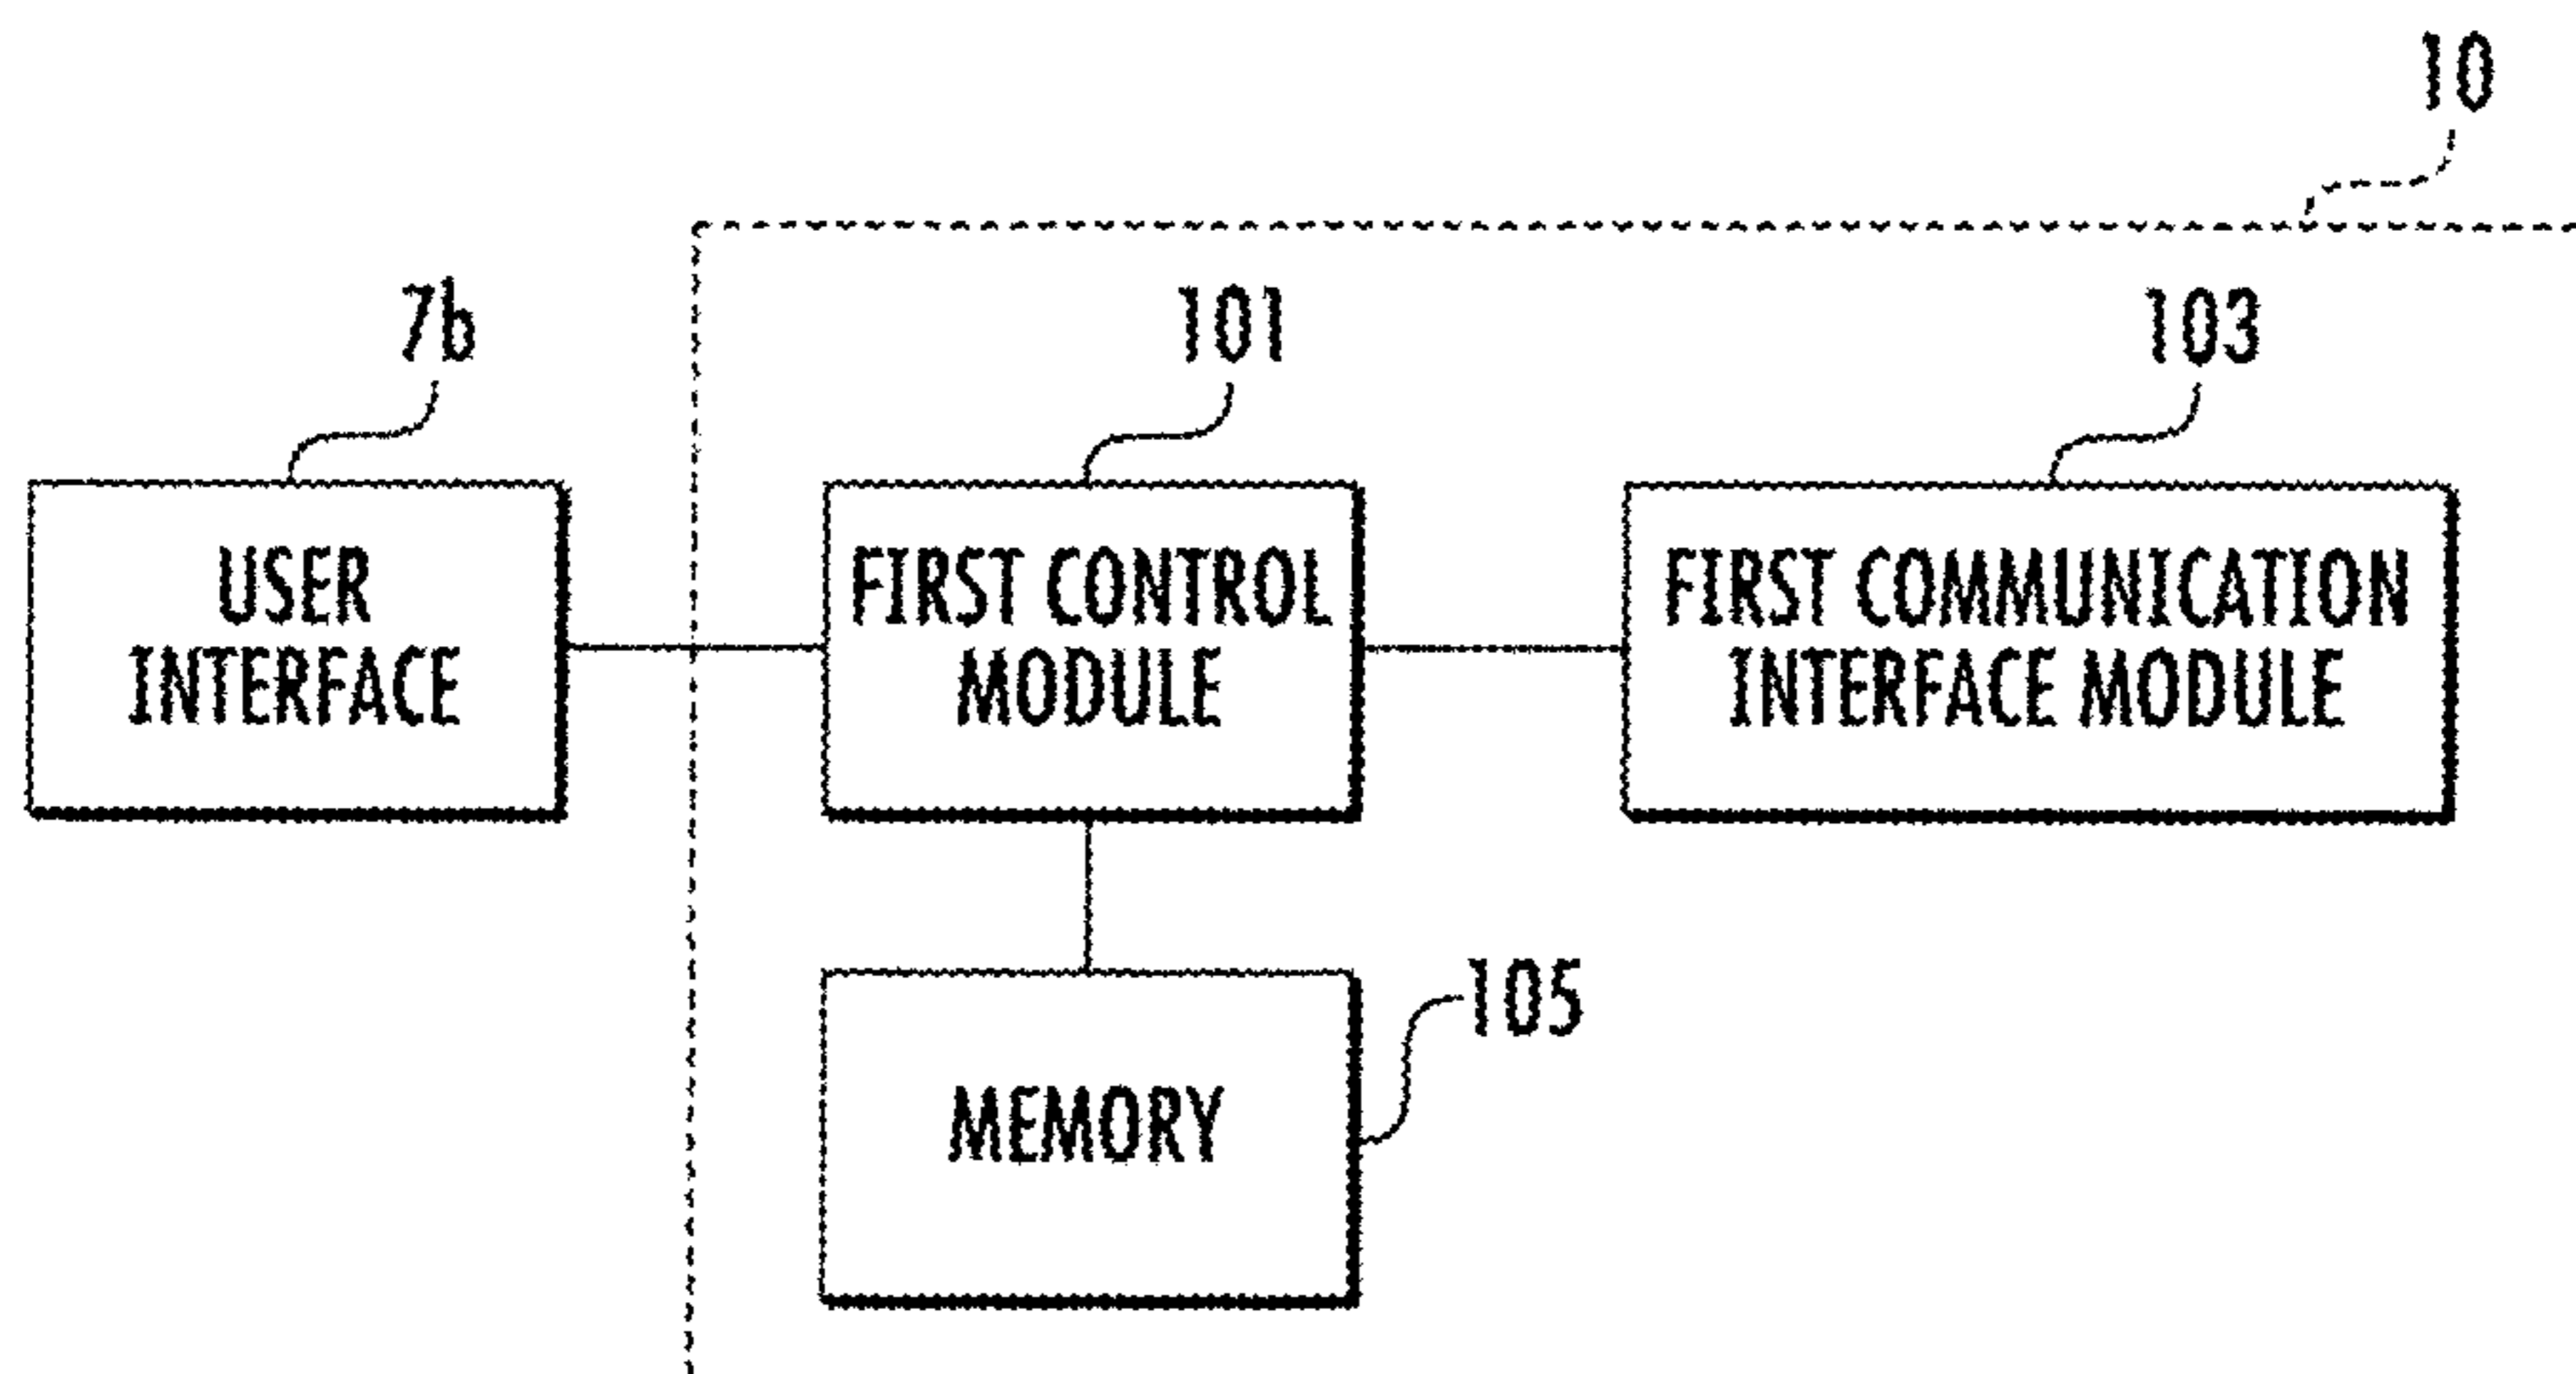 10
7b
101
103
USER
INTERFACE
FIRST CONTROL
MODULE
FIRST COMMUNICATION
INTERFACE MODULE
105
MEMORY